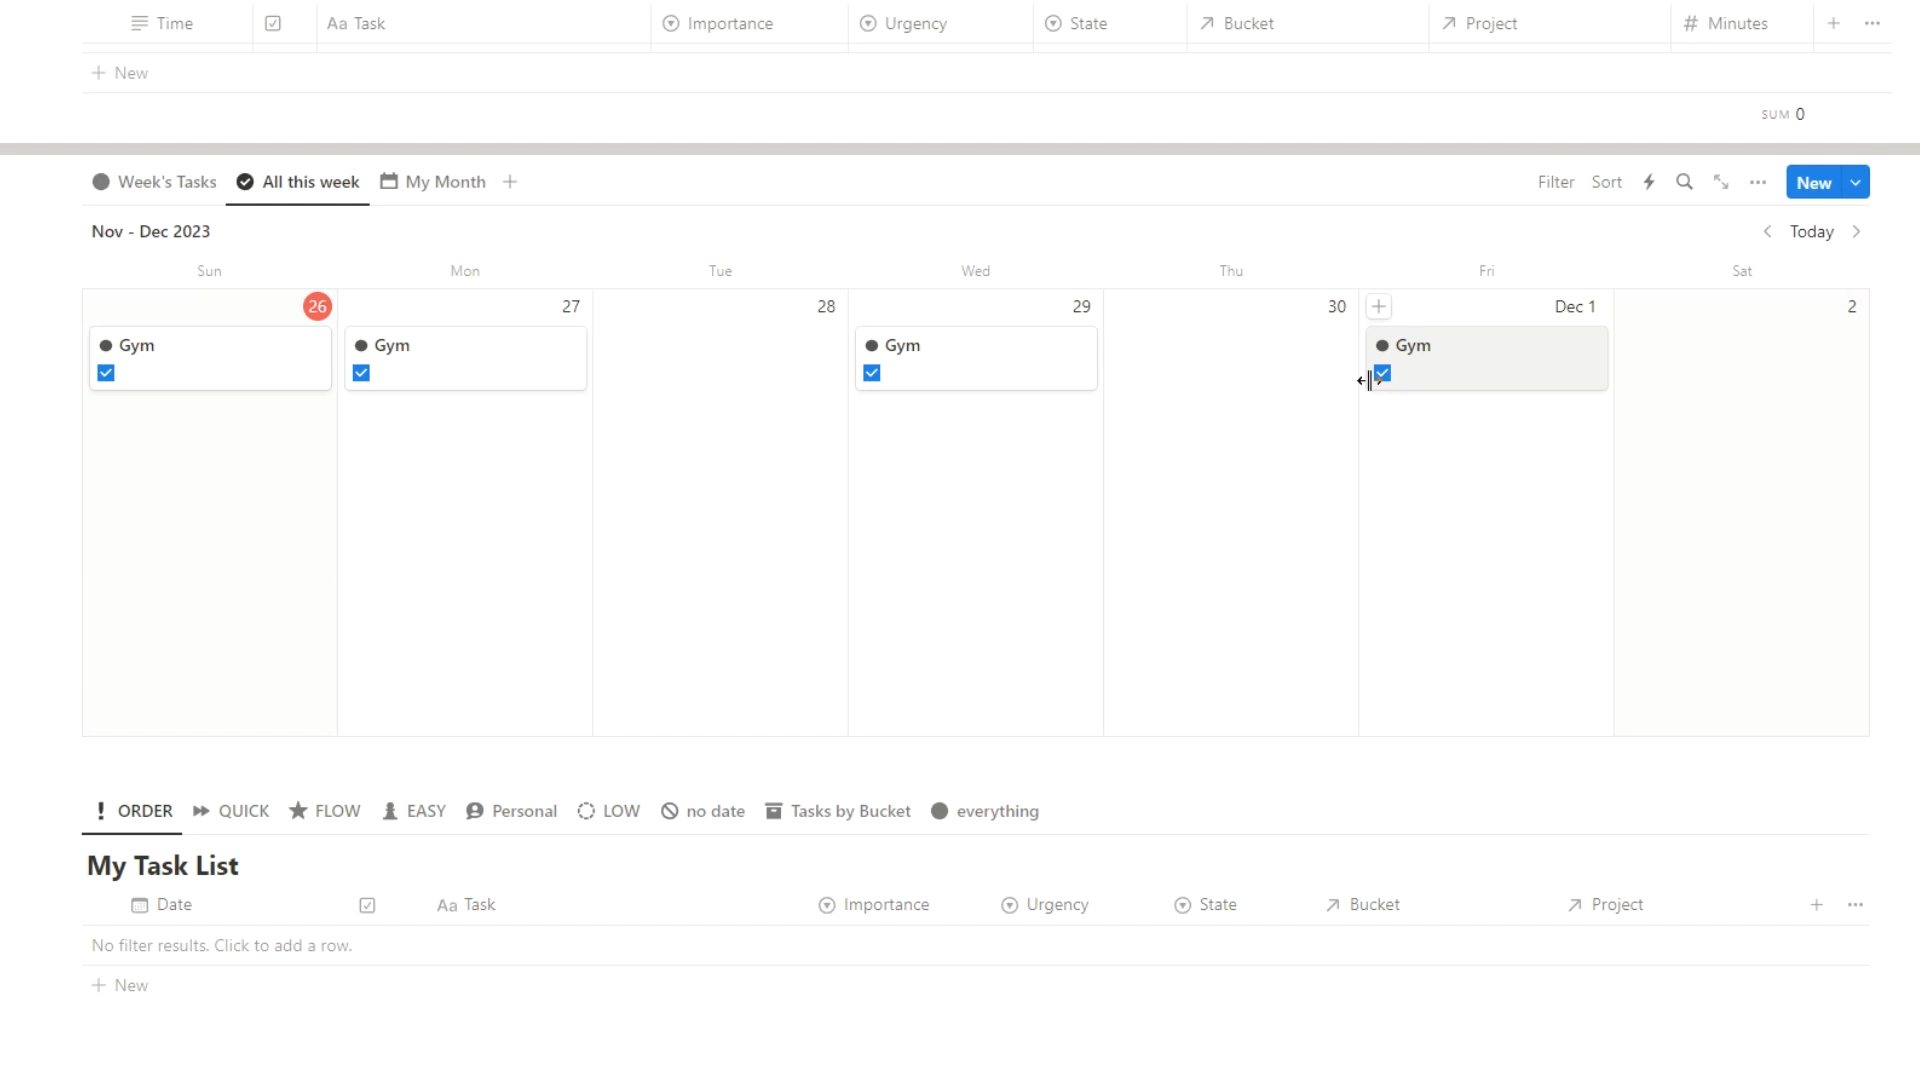 Time Aa Task Importance Urgency State Bucket Project # Minutes + ...
+ New
SUM 0
Week's Tasks All this week My Month + Filter Sort ... New
Nov - Dec 2023 < Today >
Sun Mon Tue Wed Thu Fri Sat
26 27 28 29 30 + Dec 1 2
Gym Gym Gym Gym
! ORDER QUICK FLOW EASY Personal LOW no date Tasks by Bucket everything
My Task List
Date Aa Task Importance Urgency State Bucket Project + ...
No filter results. Click to add a row.
+ New